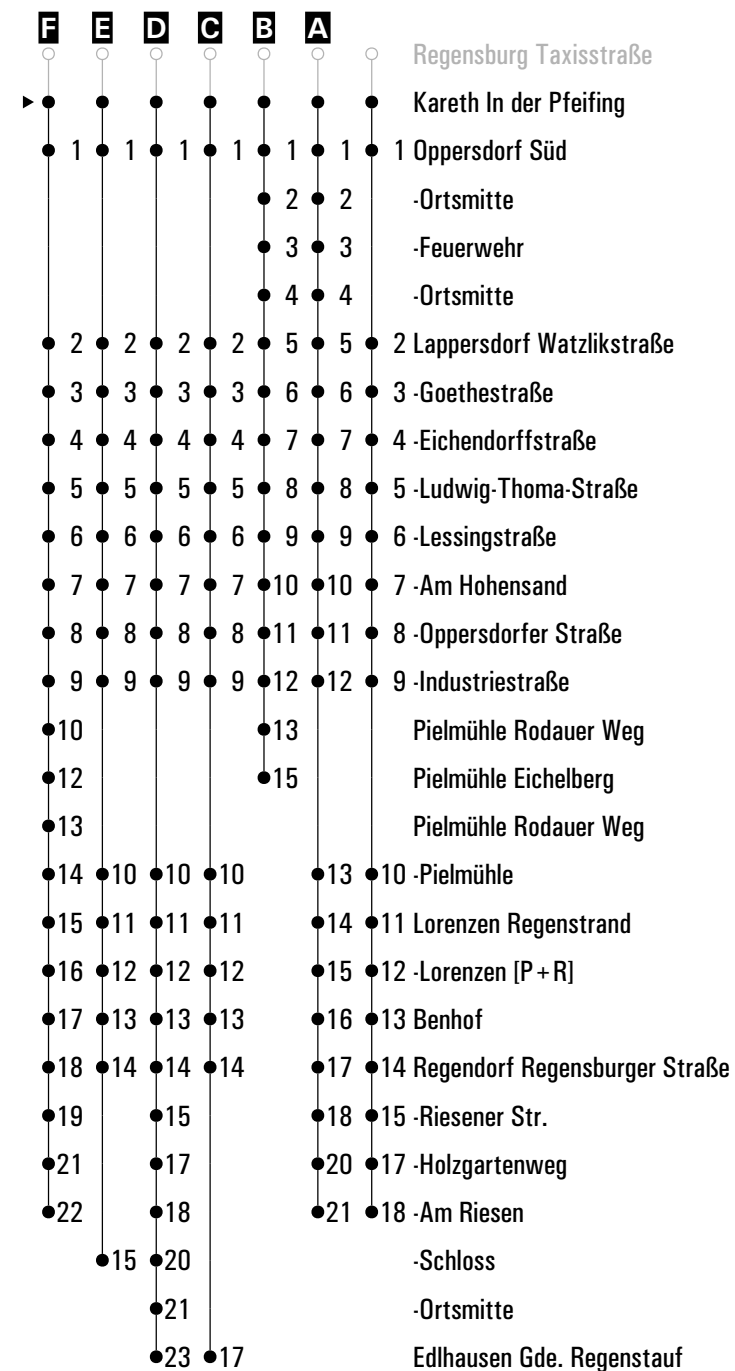 F E D C B A
Regensburg Taxisstraße
Kareth In der Pfeifing
1 1 1 1 1 1 1 Oppersdorf Süd
2 2 -Ortsmitte
3 3 -Feuerwehr
4 4 -Ortsmitte
2 2 2 2 5 5 2 Lappersdorf Watzlikstraße
3 3 3 3 6 6 3 -Goethestraße
4 4 4 4 7 7 4 -Eichendorffstraße
5 5 5 5 8 8 5 -Ludwig-Thoma-Straße
6 6 6 6 9 9 6 -Lessingstraße
7 7 7 7 10 10 7 -Am Hohensand
8 8 8 8 11 11 8 -Oppersdorfer Straße
9 9 9 9 12 12 9 -Industriestraße
10 13 Pielmühle Rodauer Weg
12 15 Pielmühle Eichelberg
13 Pielmühle Rodauer Weg
14 10 10 10 13 10 -Pielmühle
15 11 11 11 14 11 Lorenzen Regenstrand
16 12 12 12 15 12 -Lorenzen [P+R]
17 13 13 13 16 13 Benhof
18 14 14 14 17 14 Regendorf Regensburger Straße
19 15 18 15 -Riesener Str.
21 17 20 17 -Holzgartenweg
22 18 21 18 -Am Riesen
15 20 -Schloss
21 -Ortsmitte
23 17 Edlhausen Gde. Regenstauf